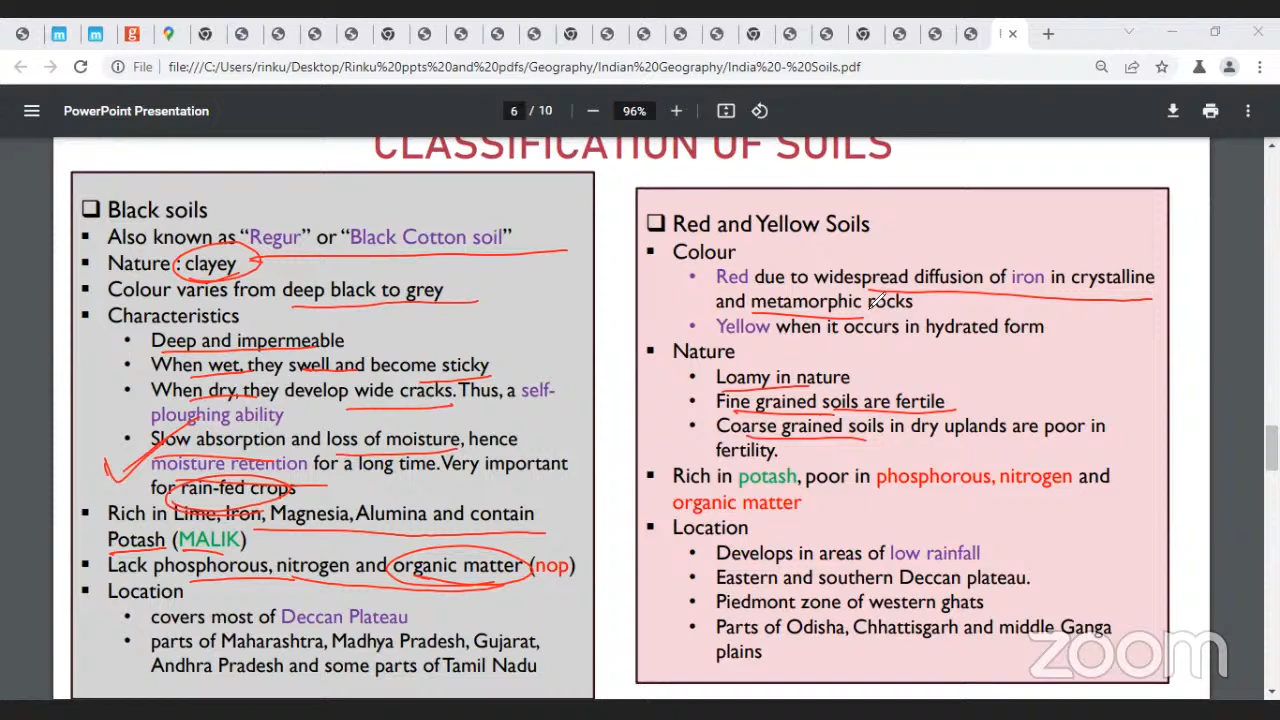 File file:///C:/Users/rinku/Desktop/Rinku%20ppts%20and%20pdfs/Geography/Indian%20Geography/India%20-%20Soils.pdf
PowerPoint Presentation
6 / 10
96%
CLASSIFICATION OF SOILS
Black soils
Also known as “Regur” or “Black Cotton soil”
Nature : clayey
Colour varies from deep black to grey
Characteristics
Deep and impermeable
When wet, they swell and become sticky
When dry, they develop wide cracks. Thus, a self-
ploughing ability
Slow absorption and loss of moisture, hence
moisture retention for a long time. Very important
for rain-fed crops
Rich in Lime, Iron, Magnesia, Alumina and contain
Potash (MALIK)
Lack phosphorous, nitrogen and organic matter (nop)
Location
covers most of Deccan Plateau
parts of Maharashtra, Madhya Pradesh, Gujarat,
Andhra Pradesh and some parts of Tamil Nadu
Red and Yellow Soils
Colour
Red due to widespread diffusion of iron in crystalline
and metamorphic rocks
Yellow when it occurs in hydrated form
Nature
Loamy in nature
Fine grained soils are fertile
Coarse grained soils in dry uplands are poor in
fertility.
Rich in potash, poor in phosphorous, nitrogen and
organic matter
Location
Develops in areas of low rainfall
Eastern and southern Deccan plateau.
Piedmont zone of western ghats
Parts of Odisha, Chhattisgarh and middle Ganga
plains
zoom